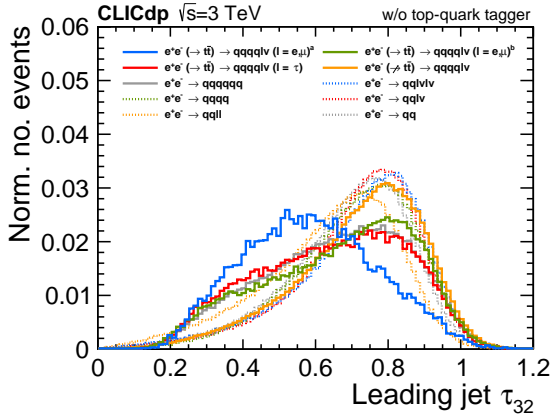 CLICdp √s=3 TeV w/o top-quark tagger
e⁺e⁻ (→ tt̄) → qqqqlν (l = e,μ)ᵃ
e⁺e⁻ (→ tt̄) → qqqqlν (l = e,μ)ᵇ
e⁺e⁻ (→ tt̄) → qqqqlν (l = τ)
e⁺e⁻ (↛ tt̄) → qqqqlν
e⁺e⁻ → qqqqqq
e⁺e⁻ → qqlνlν
e⁺e⁻ → qqqq
e⁺e⁻ → qqlν
e⁺e⁻ → qqll
e⁺e⁻ → qq
Norm. no. events
0.06
0.05
0.04
0.03
0.02
0.01
0
0 0.2 0.4 0.6 0.8 1 1.2
Leading jet τ₃₂